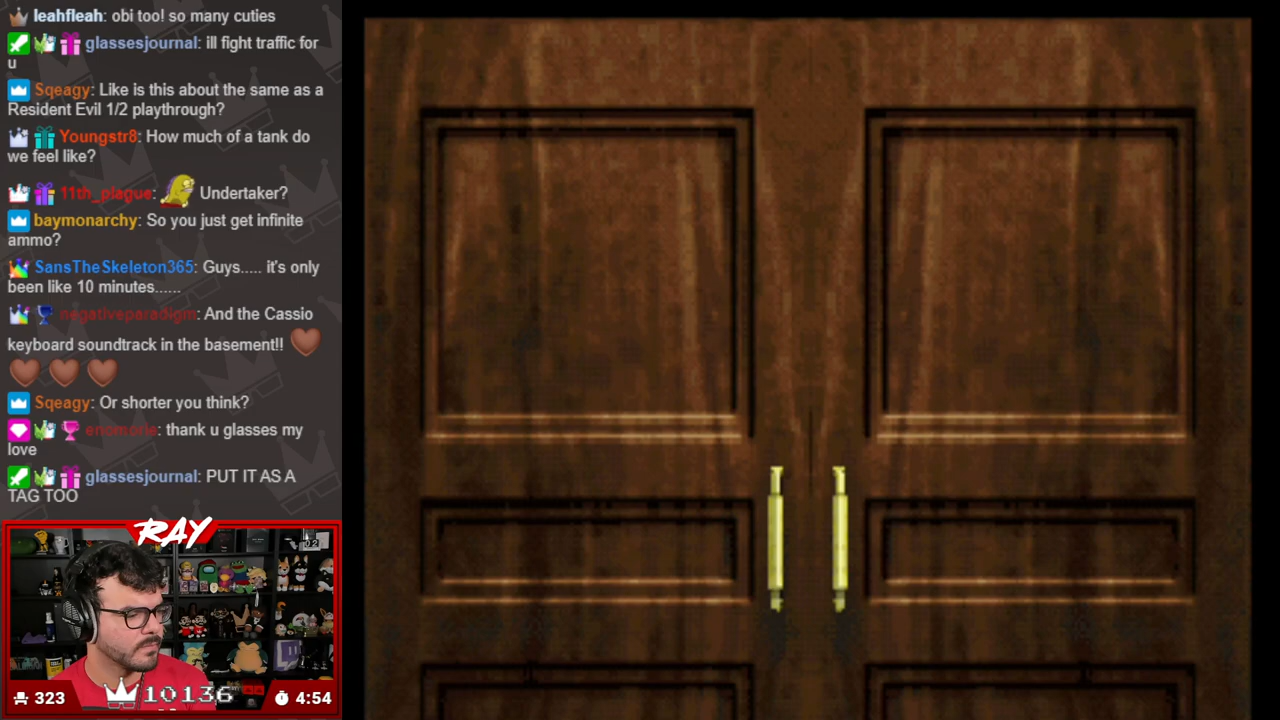 leahfleah: obi too! so many cuties
glassesjournal: ill fight traffic for
u
Sqeagy: Like is this about the same as a
Resident Evil 1/2 playthrough?
Youngstr8: How much of a tank do
we feel like?
11th_plague: Undertaker?
baymonarchy: So you just get infinite
ammo?
SansTheSkeleton365: Guys..... it's only
been like 10 minutes......
negativeparadigm: And the Cassio
keyboard soundtrack in the basement!!
Sqeagy: Or shorter you think?
thank u glasses my
love
glassesjournal: PUT IT AS A
TAG TOO
RAY
323
10136
4:54